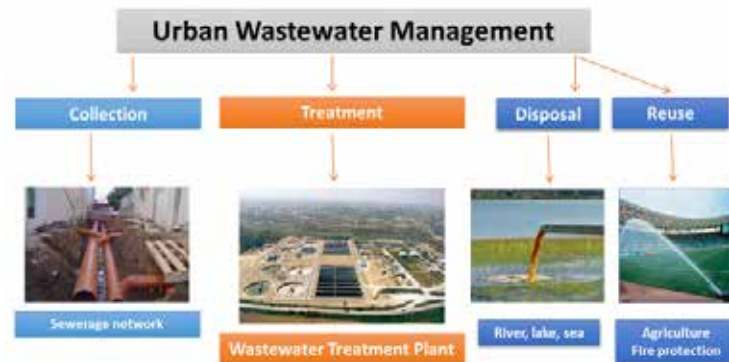 Urban Wastewater Management
Collection
Treatment
Disposal
Reuse
Sewerage network
Wastewater Treatment Plant
River, lake, sea
Agriculture
Fire protection